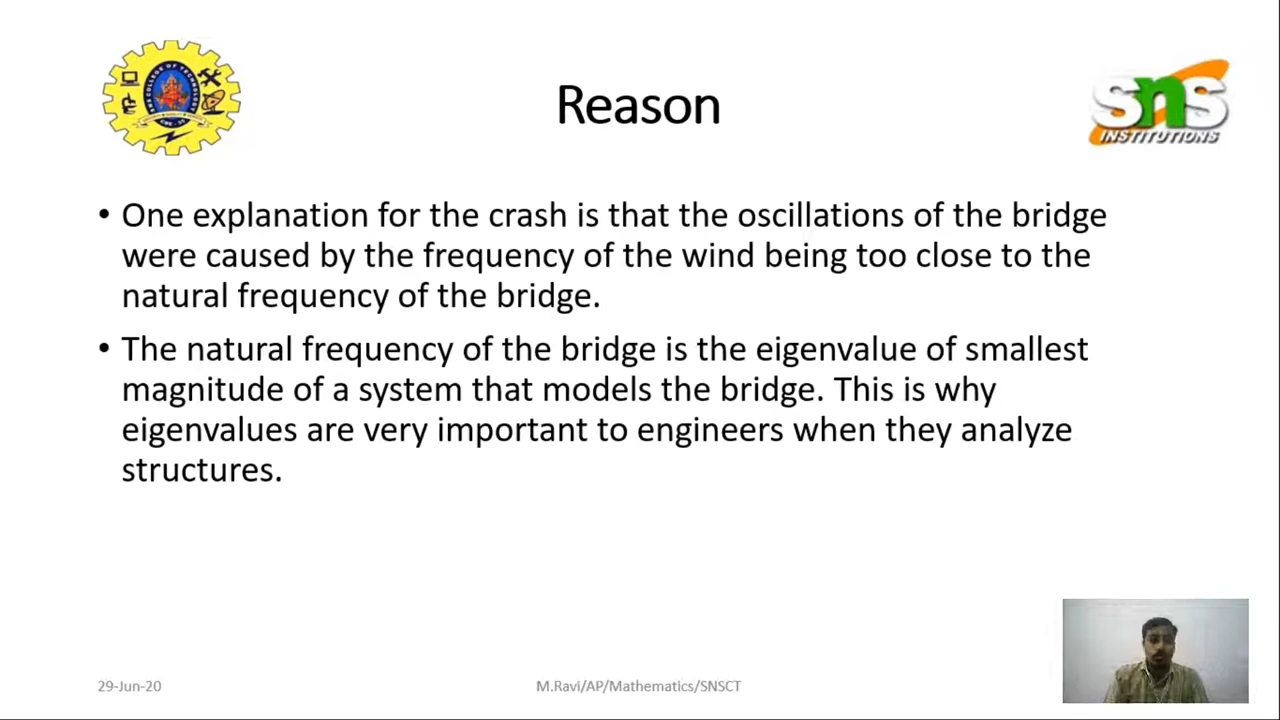 Reason
SnS
INSTITUTIONS
• One explanation for the crash is that the oscillations of the bridge
were caused by the frequency of the wind being too close to the
natural frequency of the bridge.
• The natural frequency of the bridge is the eigenvalue of smallest
magnitude of a system that models the bridge. This is why
eigenvalues are very important to engineers when they analyze
structures.
29-Jun-20
M.Ravi/AP/Mathematics/SNSCT